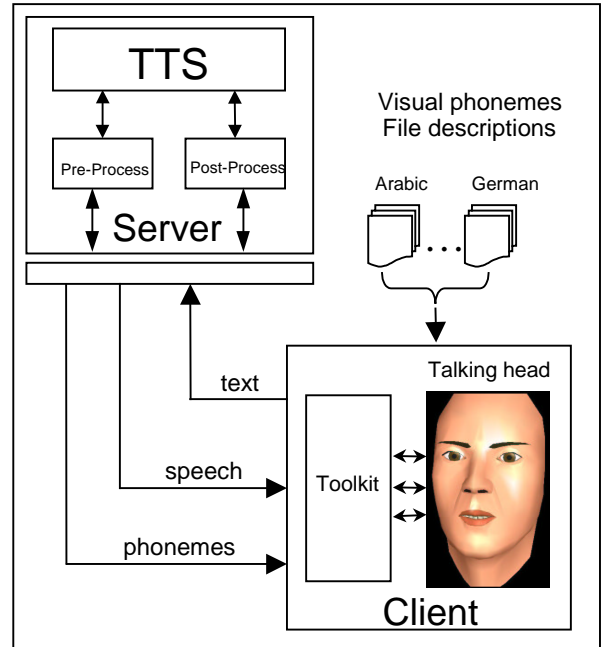 TTS
Pre-Process
Post-Process
Server
Visual phonemes
File descriptions
Arabic
German
...
text
speech
phonemes
Talking head
Toolkit
Client